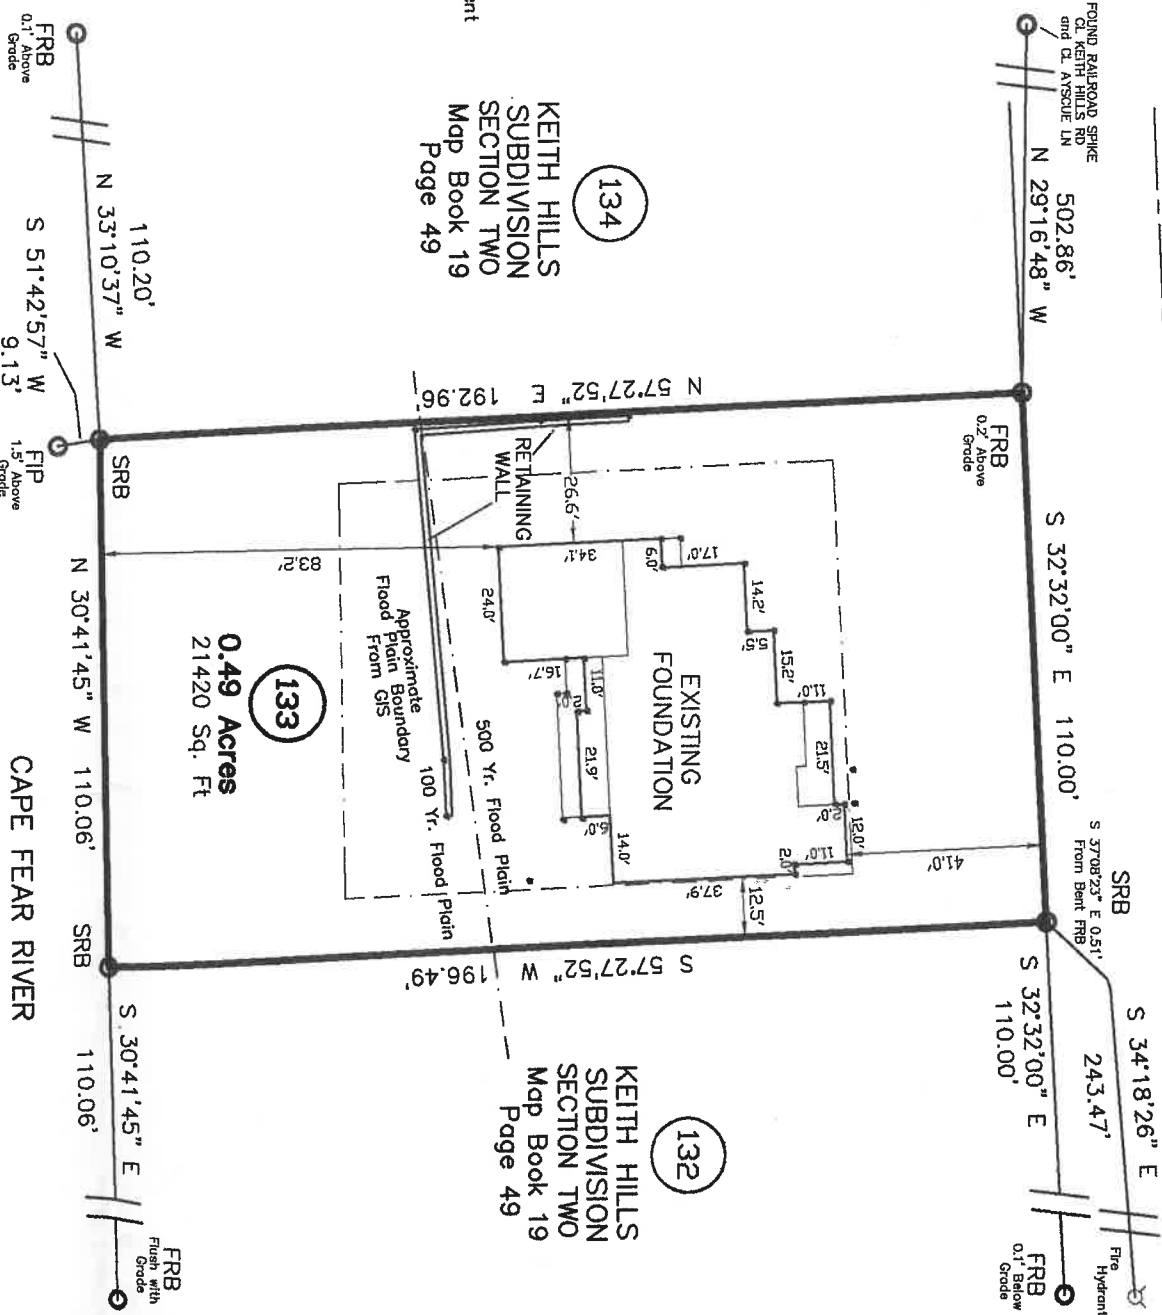 FOUND RAILROAD SPIKE
CL KEITH HILLS RD
and CL AYSCUE LN
502.86'
N 29°16'48" W
FRB
0.2' Above
Grade
S 32°32'00" E 110.00'
SRB
S 37°08'23" E 0.51'
From Bent FRB
S 34°18'26" E
243.47'
Fire
Hydrant
S 32°32'00" E
110.00'
FRB
0.1' Below
Grade
134
KEITH HILLS
SUBDIVISION
SECTION TWO
Map Book 19
Page 49
N 57°27'52" E 192.96
S 57°27'52" W 196.49'
132
KEITH HILLS
SUBDIVISION
SECTION TWO
Map Book 19
Page 49
EXISTING
FOUNDATION
RETAINING
WALL
26.6'
34.1'
6.0'
17.0'
14.2'
5.5'
15.2'
11.0'
21.5'
2.0'
12.0'
11.0'
2.0'
41.0'
12.5'
37.9'
14.0'
6.0'
21.9'
11.8'
16.7'
24.0'
83.2'
500 Yr. Flood Plain
100 Yr. Flood Plain
Approximate
Flood Plain Boundary
From GIS
133
0.49 Acres
21420 Sq. Ft
FRB
0.1' Above
Grade
110.20'
N 33°10'37" W
S 51°42'57" W
9.13'
FIP
1.5' Above
Grade
SRB
N 30°41'45" W 110.06'
SRB
S 30°41'45" E
110.06'
FRB
Flush with
Grade
CAPE FEAR RIVER